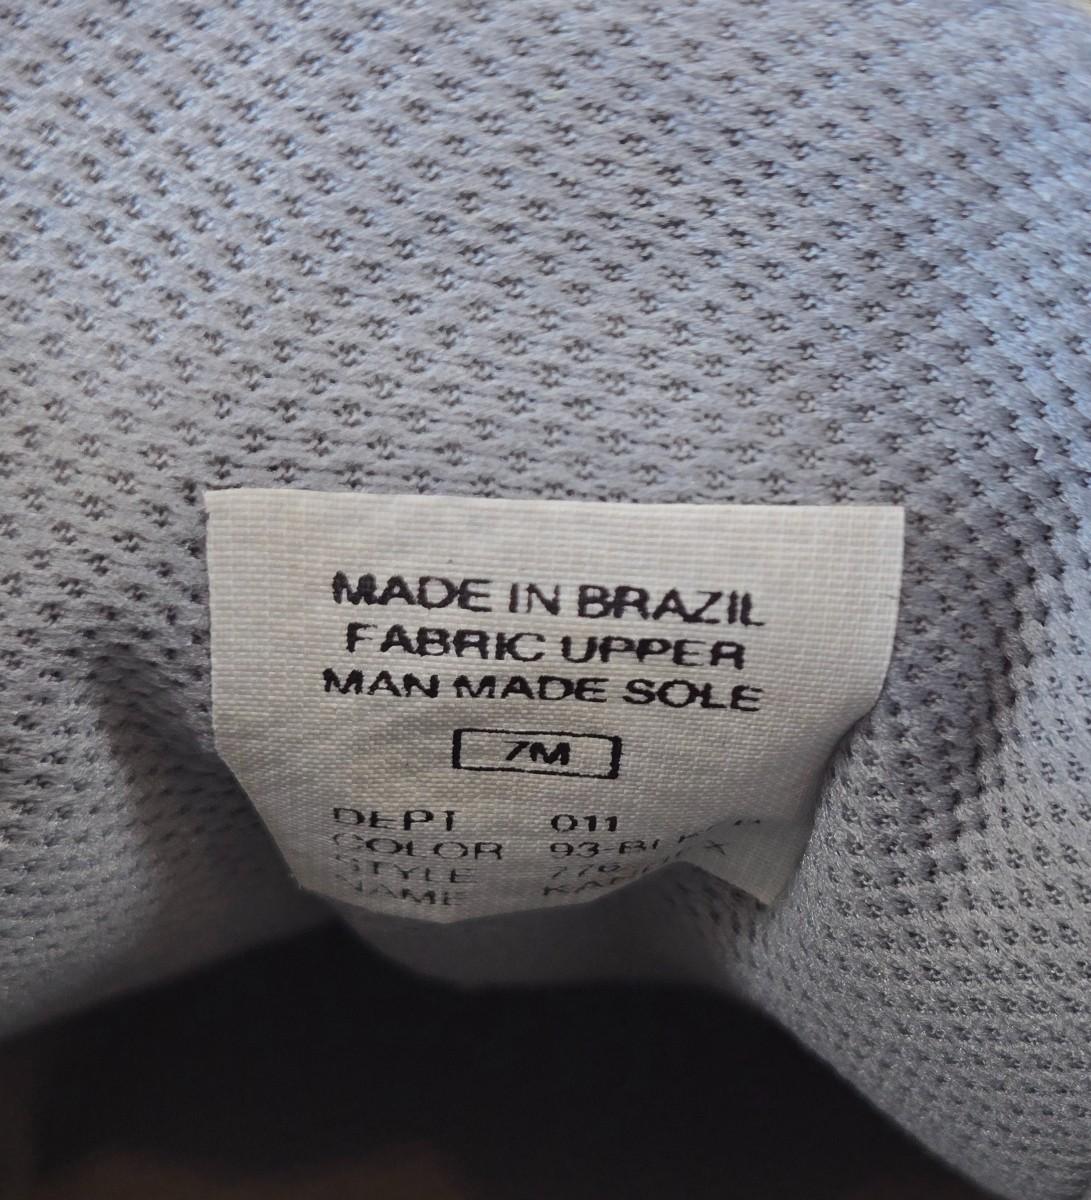 MADE IN BRAZIL
FABRIC UPPER
MAN MADE SOLE
7M
DEPT 011
COLOR
STYLE
NAME